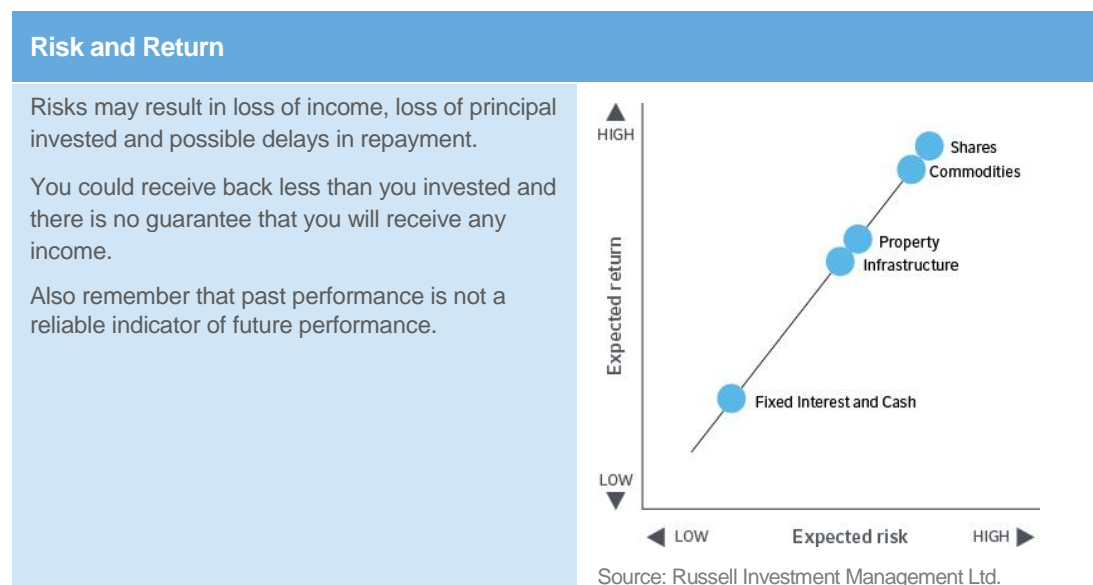 Risk and Return
Risks may result in loss of income, loss of principal
invested and possible delays in repayment.
You could receive back less than you invested and
there is no guarantee that you will receive any
income.
Also remember that past performance is not a
reliable indicator of future performance.
HIGH
Shares
Commodities
Property
Infrastructure
Expected return
Fixed Interest and Cash
LOW
LOW
Expected risk
HIGH
Source: Russell Investment Management Ltd.